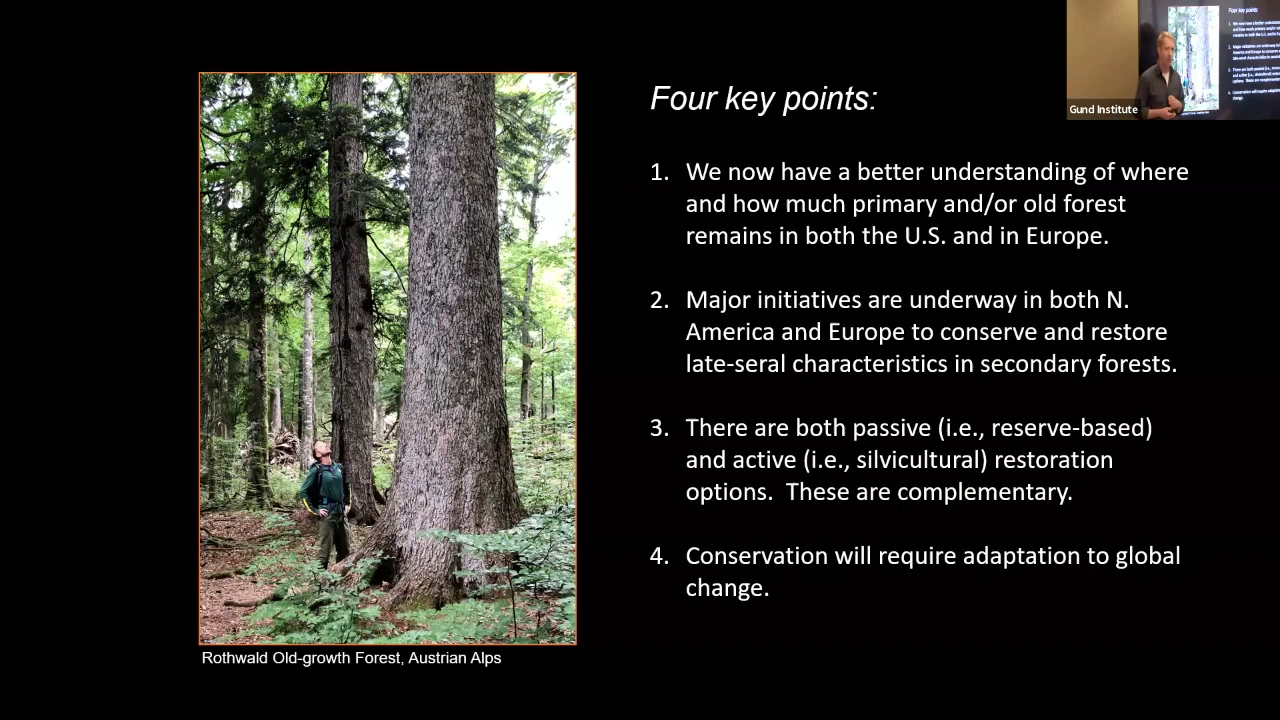 Four key points:
1. We now have a better understanding of where
and how much primary and/or old forest
remains in both the U.S. and in Europe.
2. Major initiatives are underway in both N.
America and Europe to conserve and restore
late-seral characteristics in secondary forests.
3. There are both passive (i.e., reserve-based)
and active (i.e., silvicultural) restoration
options. These are complementary.
4. Conservation will require adaptation to global
change.
Rothwald Old-growth Forest, Austrian Alps
Gund Institute
Four key points: